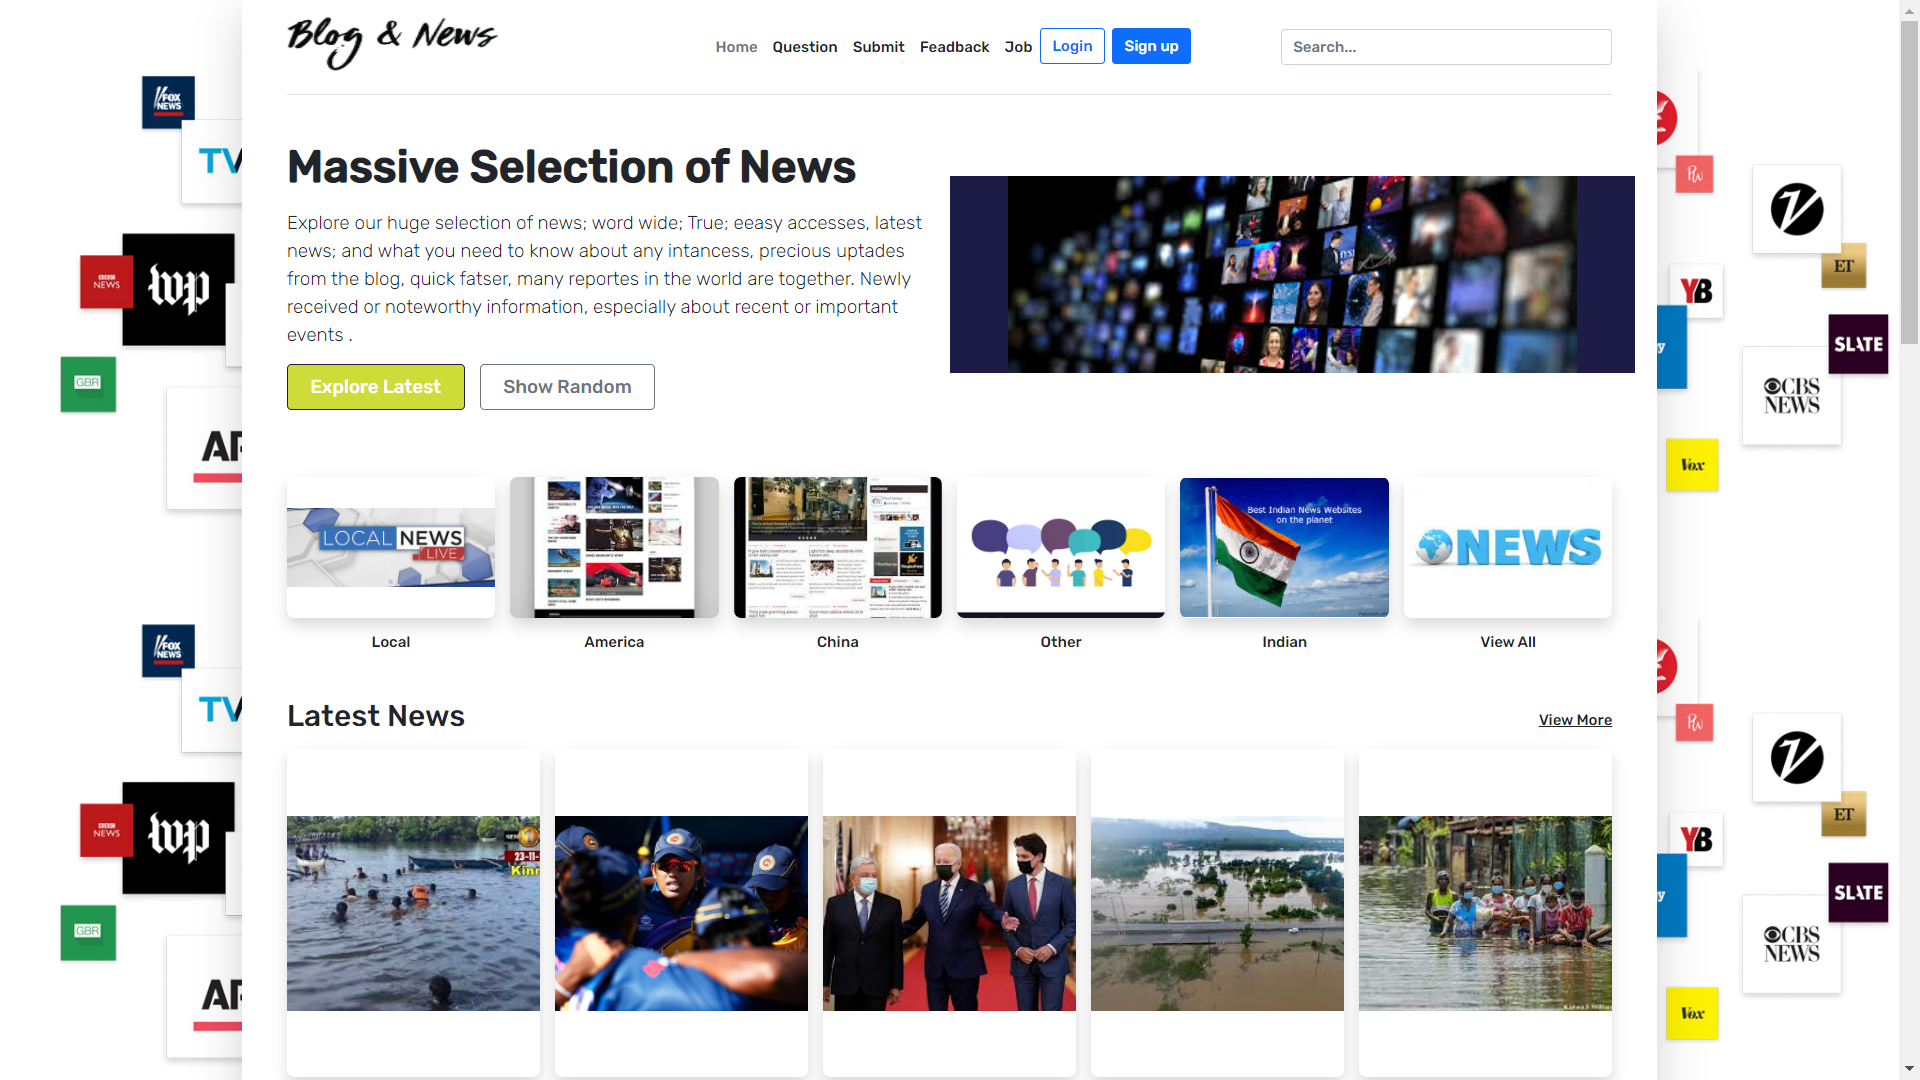 Blog & News
Home Question Submit Feadback Job Login Sign up
Search...
FOX NEWS
TV
BBC NEWS
wp
GBR
AP
Massive Selection of News
Explore our huge selection of news; word wide; True; eeasy accesses, latest
news; and what you need to know about any intancess, precious uptades
from the blog, quick fatser, many reportes in the world are together. Newly
received or noteworthy information, especially about recent or important
events .
Explore Latest
Show Random
PW
V
ET
YB
y
SLATE
CBS NEWS
Vox
LOCAL NEWS
LIVE
Best Indian News Websites
on the planet
NEWS
Local
America
China
Other
Indian
View All
Latest News
View More
FOX NEWS
TV
BBC NEWS
wp
GBR
AP
23-11-
Kinn
PW
V
ET
YB
y
SLATE
CBS NEWS
Vox